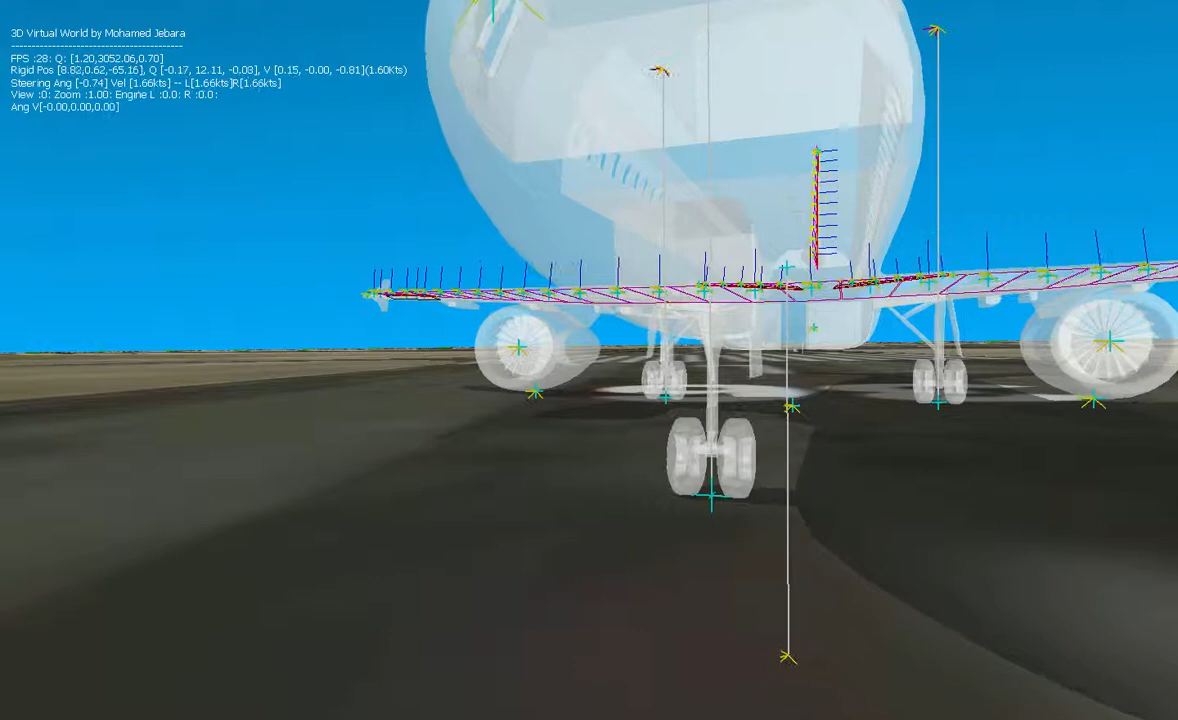 3D Virtual World by Mohamed Jebara
------------------------------------------
FPS :28: Q: [1.20,3052.06,0.70]
Rigid Pos [8.82,0.62,-65.16], Q [-0.17, 12.11, -0.03], V [0.15, -0.00, -0.81](1.60Kts)
Steering Ang [-0.74] Vel [1.66kts] -- L[1.66kts]R[1.66kts]
View :0: Zoom :1.00: Engine L :0.0: R :0.0:
Ang V[-0.00,0.00,0.00]